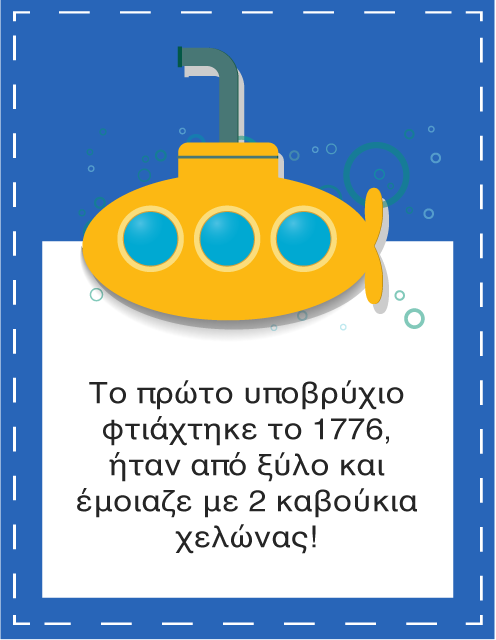 Το πρώτο υποβρύχιο
φτιάχτηκε το 1776,
ήταν από ξύλο και
έμοιαζε με 2 καβούκια
χελώνας!